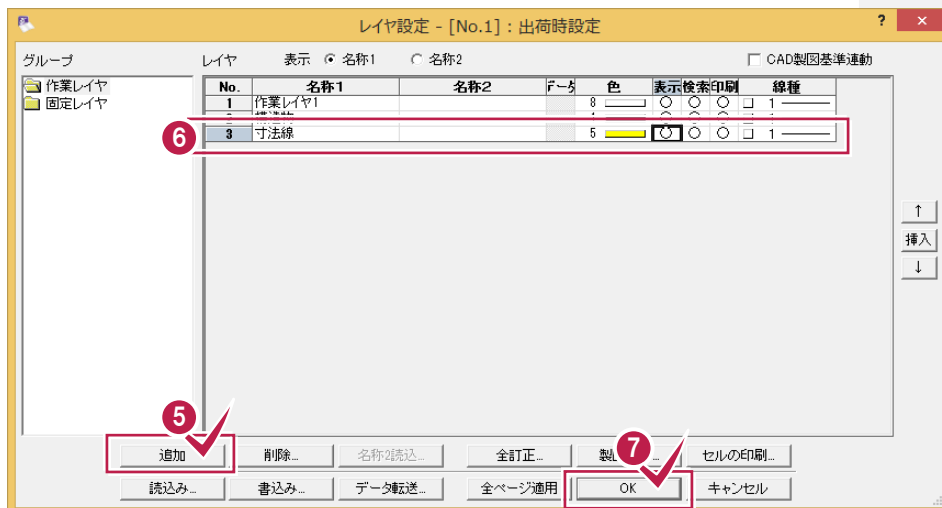 レイヤ設定 - [No.1] : 出荷時設定
? ×
グループ
レイヤ 表示 名称1 名称2 CAD製図基準連動
作業レイヤ
固定レイヤ
No. 名称1 名称2 データ 色 表示 検索 印刷 線種
1 作業レイヤ1 8 1
3 寸法線 5 1
6
↑
挿入
↓
5
7
追加 削除... 名称2読込... 全訂正... セルの印刷...
読込み... 書込み... データ転送... 全ページ適用 OK キャンセル